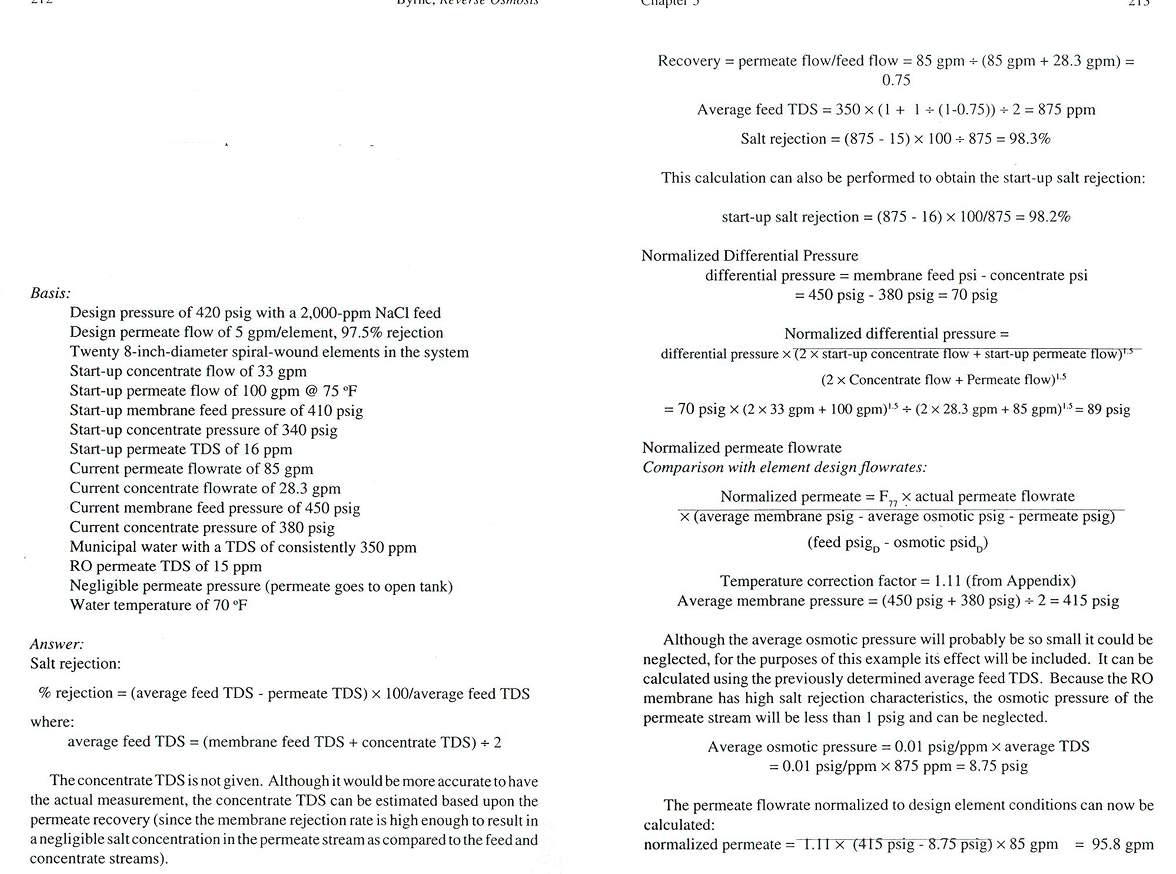 212
Byrne, Reverse Osmosis
Basis:
Design pressure of 420 psig with a 2,000-ppm NaCl feed
Design permeate flow of 5 gpm/element, 97.5% rejection
Twenty 8-inch-diameter spiral-wound elements in the system
Start-up concentrate flow of 33 gpm
Start-up permeate flow of 100 gpm @ 75 ºF
Start-up membrane feed pressure of 410 psig
Start-up concentrate pressure of 340 psig
Start-up permeate TDS of 16 ppm
Current permeate flowrate of 85 gpm
Current concentrate flowrate of 28.3 gpm
Current membrane feed pressure of 450 psig
Current concentrate pressure of 380 psig
Municipal water with a TDS of consistently 350 ppm
RO permeate TDS of 15 ppm
Negligible permeate pressure (permeate goes to open tank)
Water temperature of 70 ºF
Answer:
Salt rejection:
% rejection = (average feed TDS - permeate TDS) × 100/average feed TDS
where:
average feed TDS = (membrane feed TDS + concentrate TDS) ÷ 2
The concentrate TDS is not given. Although it would be more accurate to have
the actual measurement, the concentrate TDS can be estimated based upon the
permeate recovery (since the membrane rejection rate is high enough to result in
a negligible salt concentration in the permeate stream as compared to the feed and
concentrate streams).
Chapter 5
213
Recovery = permeate flow/feed flow = 85 gpm ÷ (85 gpm + 28.3 gpm) =
0.75
Average feed TDS = 350 × (1 + 1 ÷ (1-0.75)) ÷ 2 = 875 ppm
Salt rejection = (875 - 15) × 100 ÷ 875 = 98.3%
This calculation can also be performed to obtain the start-up salt rejection:
start-up salt rejection = (875 - 16) × 100/875 = 98.2%
Normalized Differential Pressure
differential pressure = membrane feed psi - concentrate psi
= 450 psig - 380 psig = 70 psig
Normalized differential pressure =
differential pressure × (2 × start-up concentrate flow + start-up permeate flow)¹·⁵
(2 × Concentrate flow + Permeate flow)¹·⁵
= 70 psig × (2 × 33 gpm + 100 gpm)¹·⁵ ÷ (2 × 28.3 gpm + 85 gpm)¹·⁵ = 89 psig
Normalized permeate flowrate
Comparison with element design flowrates:
Normalized permeate = F₇₇ × actual permeate flowrate
× (average membrane psig - average osmotic psig - permeate psig)
(feed psig_D - osmotic psid_D)
Temperature correction factor = 1.11 (from Appendix)
Average membrane pressure = (450 psig + 380 psig) ÷ 2 = 415 psig
Although the average osmotic pressure will probably be so small it could be
neglected, for the purposes of this example its effect will be included. It can be
calculated using the previously determined average feed TDS. Because the RO
membrane has high salt rejection characteristics, the osmotic pressure of the
permeate stream will be less than 1 psig and can be neglected.
Average osmotic pressure = 0.01 psig/ppm × average TDS
= 0.01 psig/ppm × 875 ppm = 8.75 psig
The permeate flowrate normalized to design element conditions can now be
calculated:
normalized permeate = 1.11 × (415 psig - 8.75 psig) × 85 gpm = 95.8 gpm